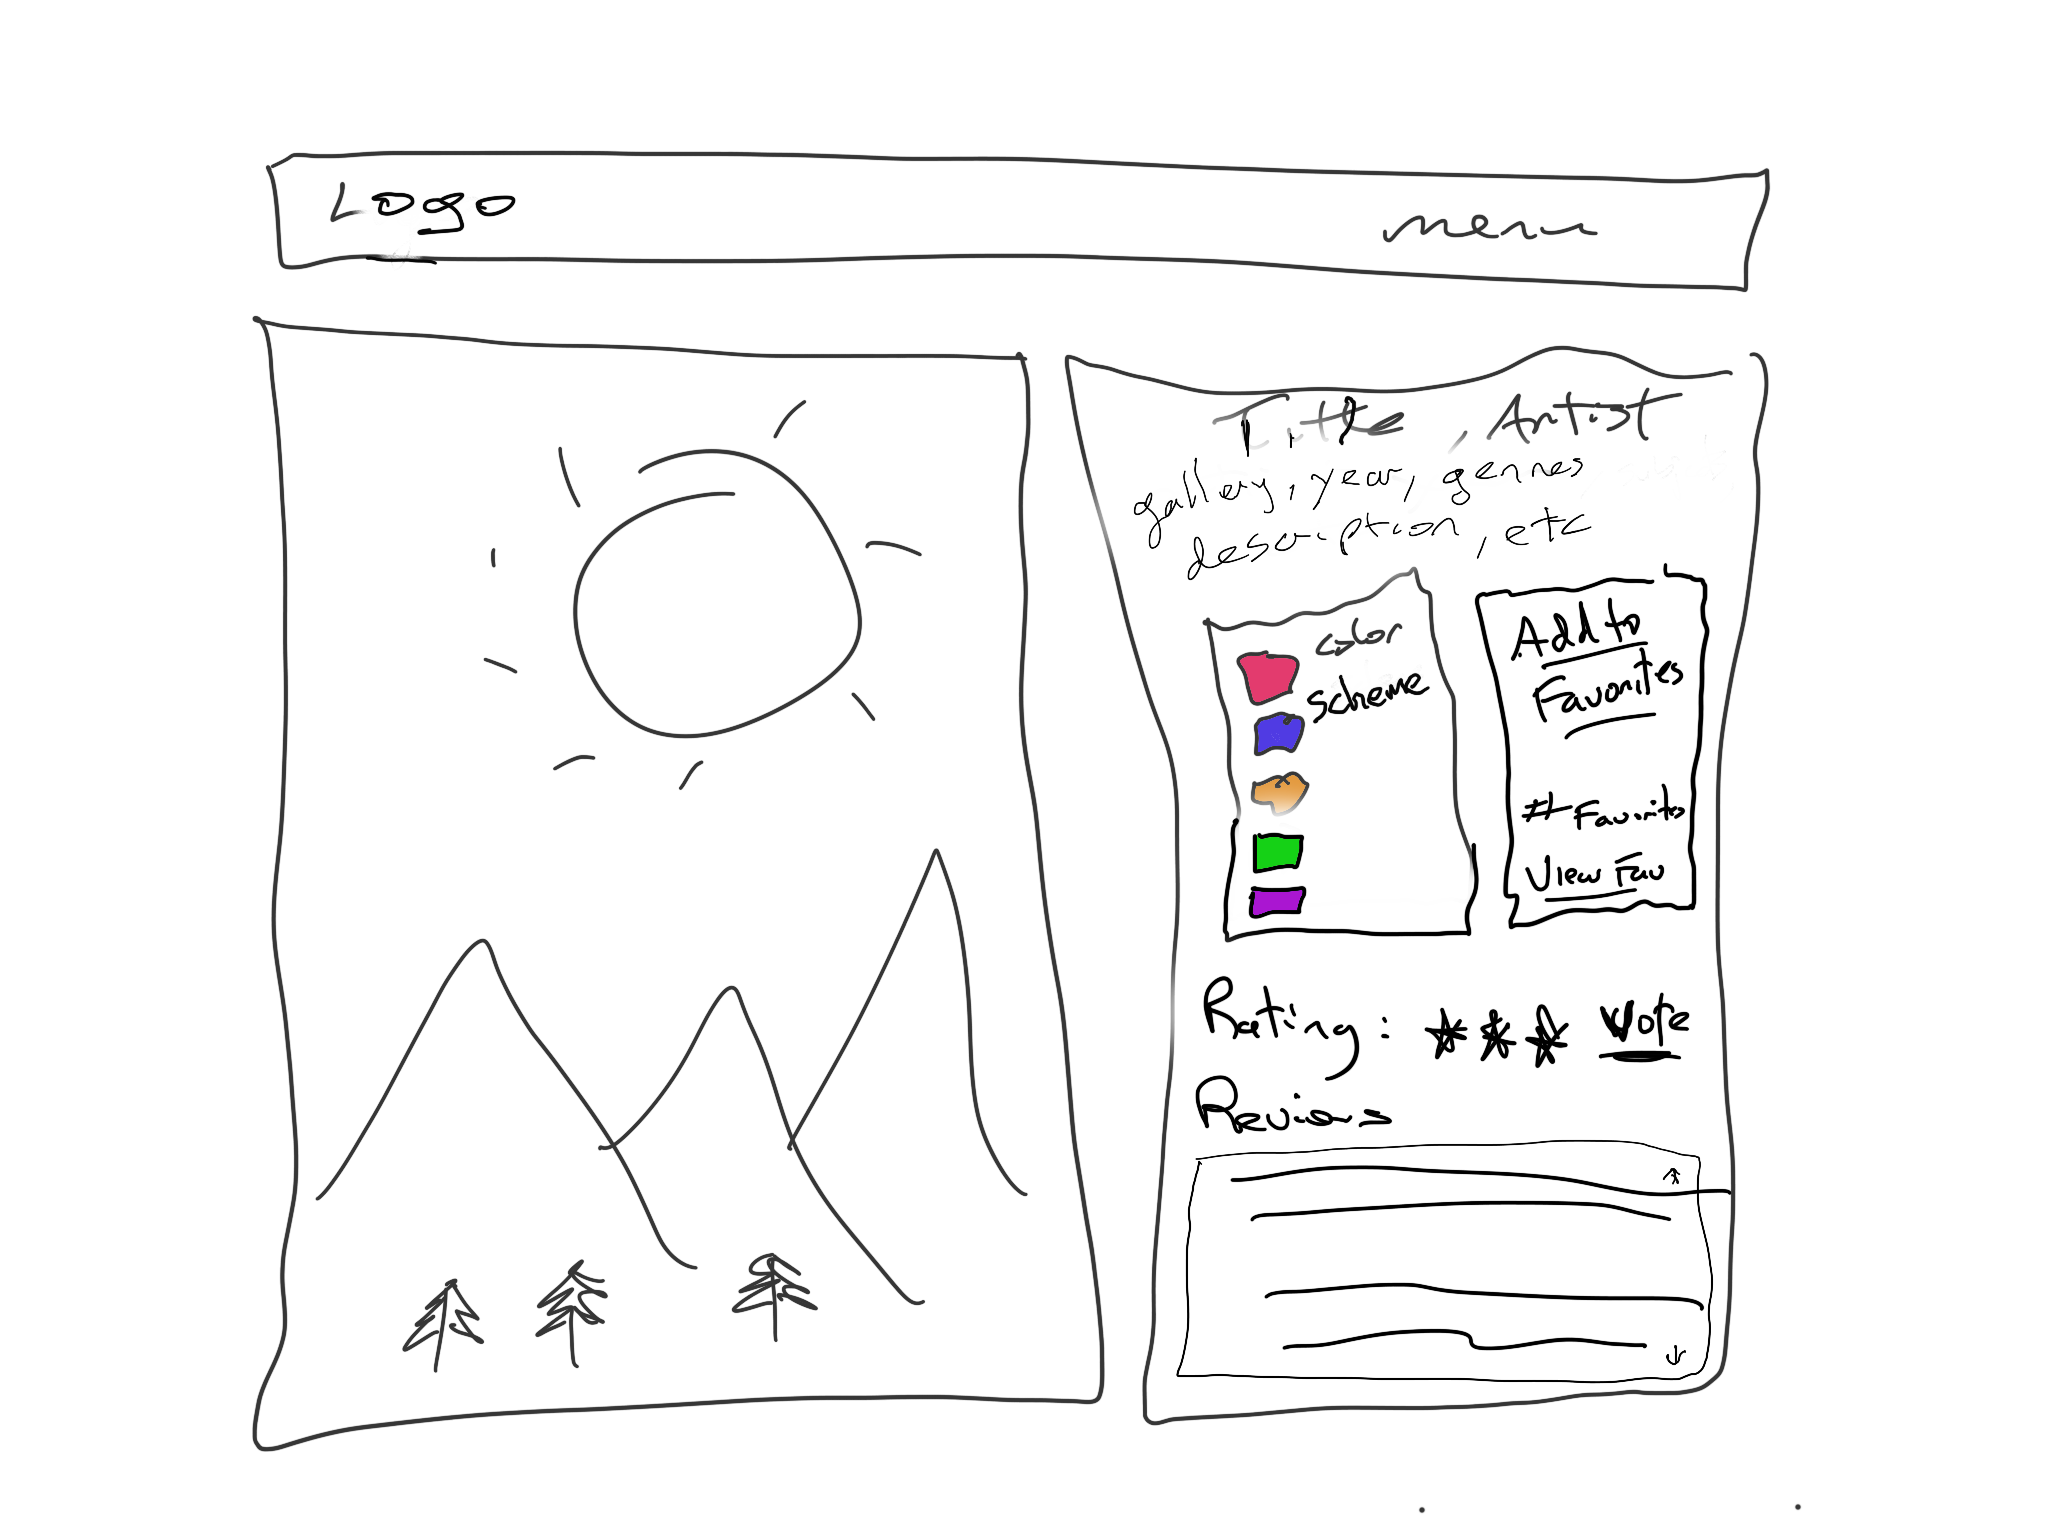 Logo
menu
Title, Artist
gallery, year, genres
description, etc
color
scheme
Add to
Favorites
# Favorites
View Fav
Rating: ★ ★ ★ Vote
Reviews